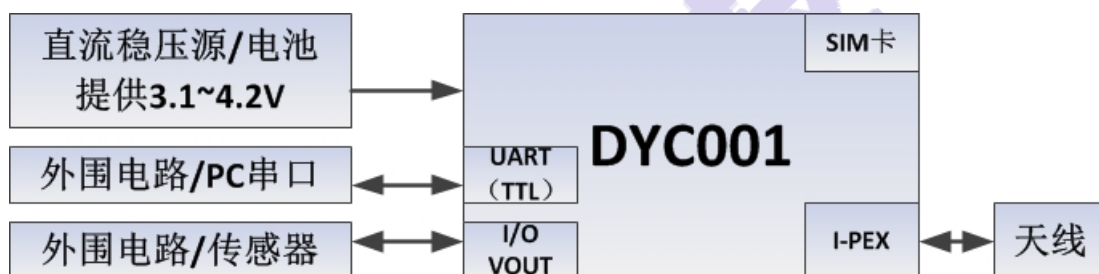 直流稳压源/电池
提供3.1~4.2V
SIM卡
DYC001
UART
（TTL）
外围电路/PC串口
外围电路/传感器
I/O
VOUT
I-PEX
天线